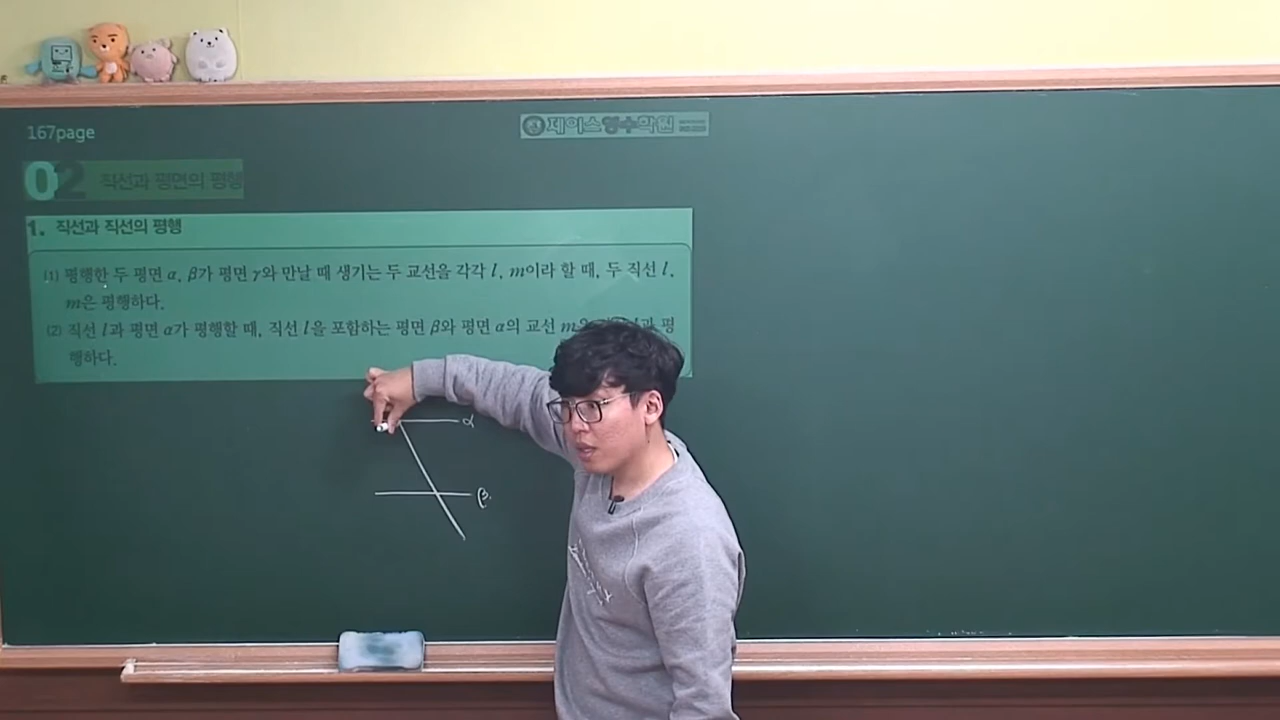 167page
제이스영수학원
02 직선과 평면의 평행
1. 직선과 직선의 평행
(1) 평행한 두 평면 α, β가 평면 γ와 만날 때 생기는 두 교선을 각각 l, m이라 할 때, 두 직선 l,
m은 평행하다.
(2) 직선 l과 평면 α가 평행할 때, 직선 l을 포함하는 평면 β와 평면 α의 교선 m은 평
행하다.
α
β